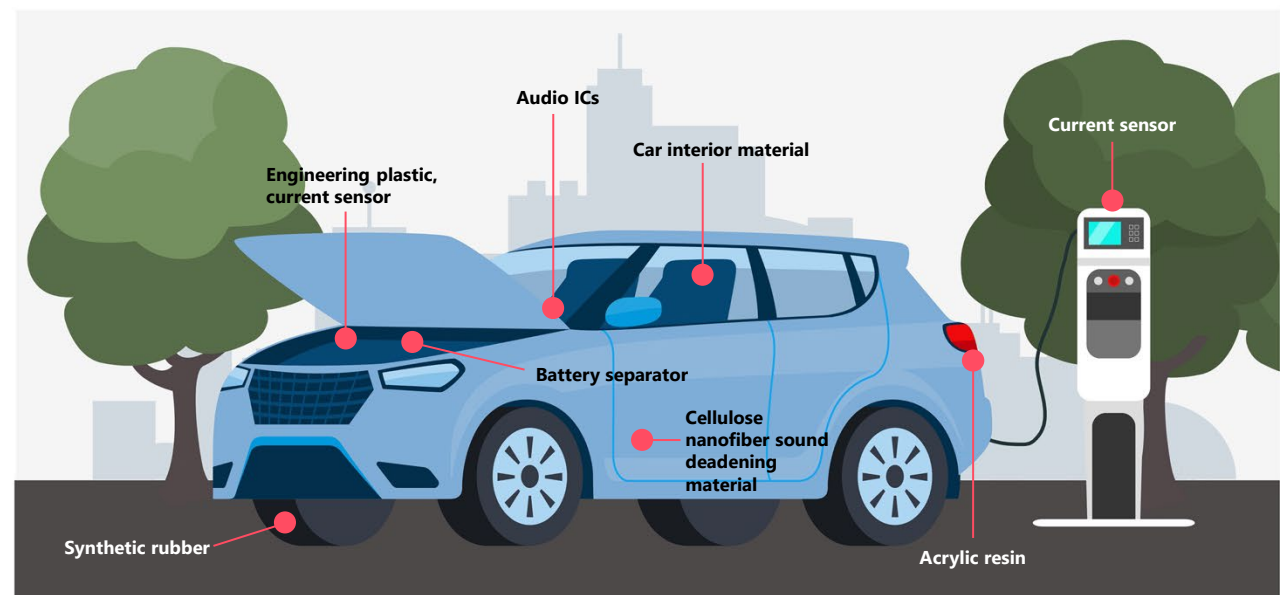 Audio ICs
Current sensor
Car interior material
Engineering plastic,
current sensor
Battery separator
Cellulose
nanofiber sound
deadening
material
Synthetic rubber
Acrylic resin